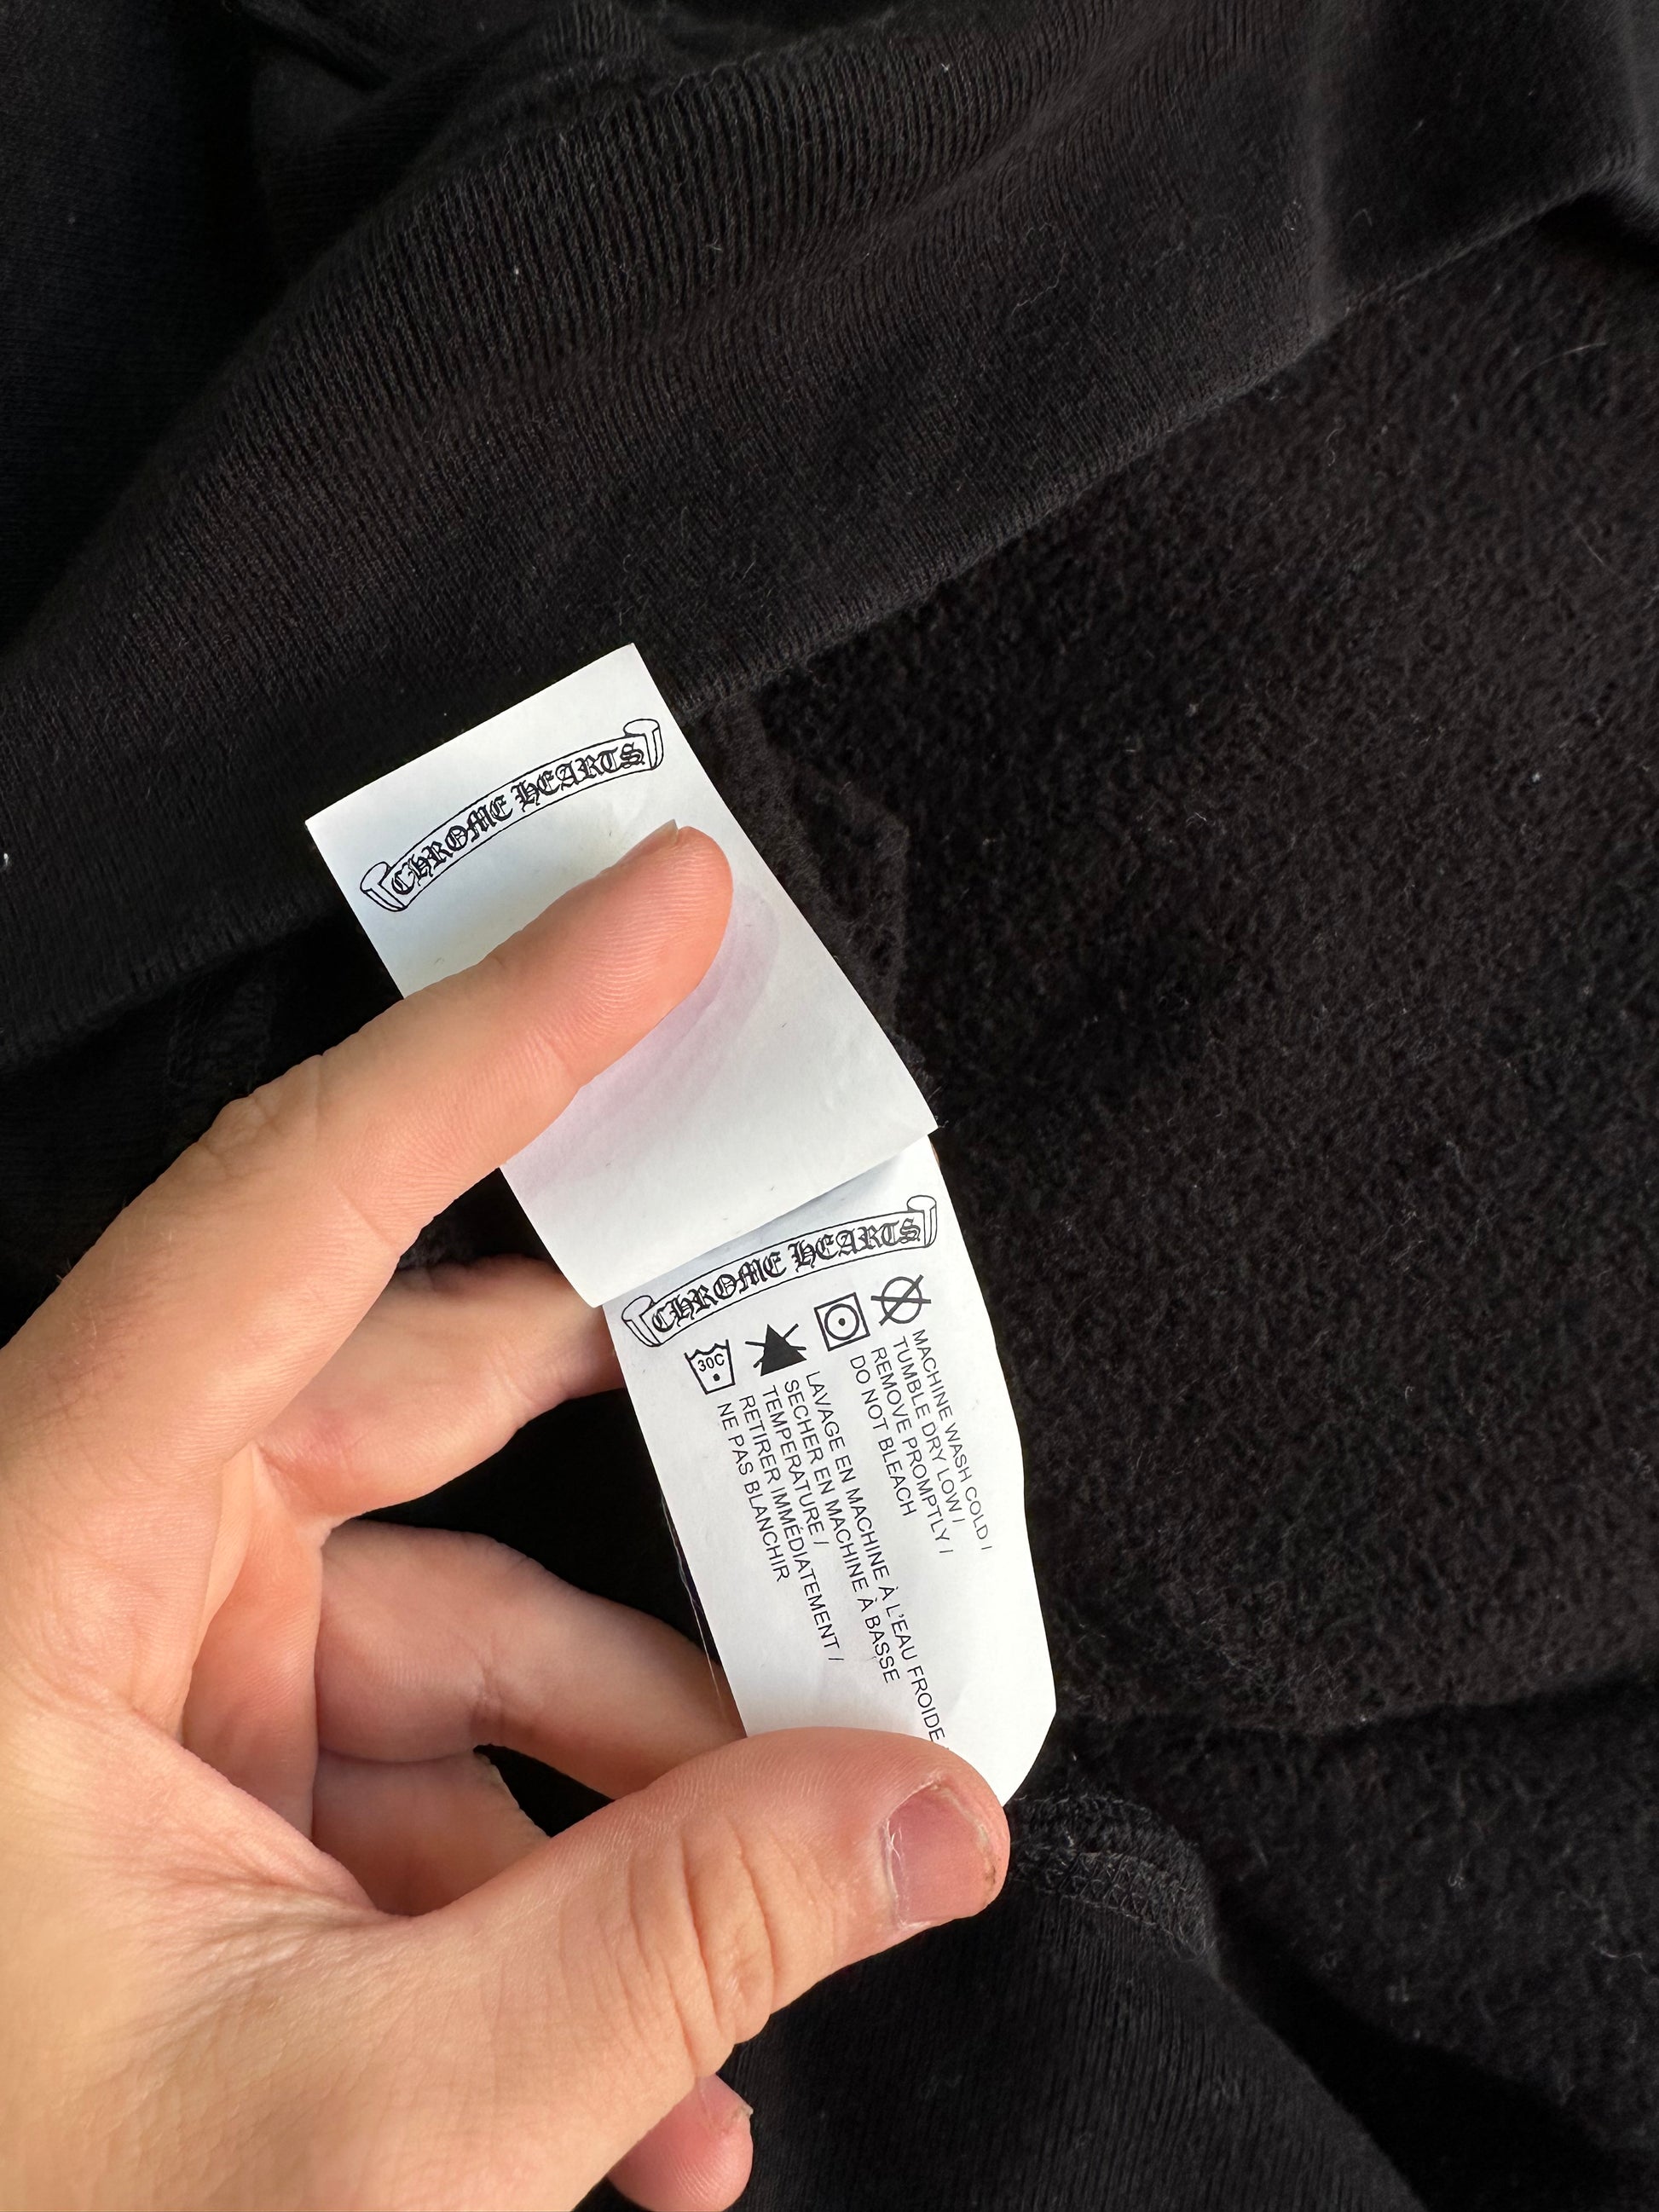 CHROME HEARTS
CHROME HEARTS
30C
MACHINE WASH COLD /
TUMBLE DRY LOW /
REMOVE PROMPTLY /
DO NOT BLEACH
LAVAGE EN MACHINE À L'EAU FROIDE
SECHER EN MACHINE À BASSE
TEMPERATURE /
RETIRER IMMÉDIATEMENT /
NE PAS BLANCHIR